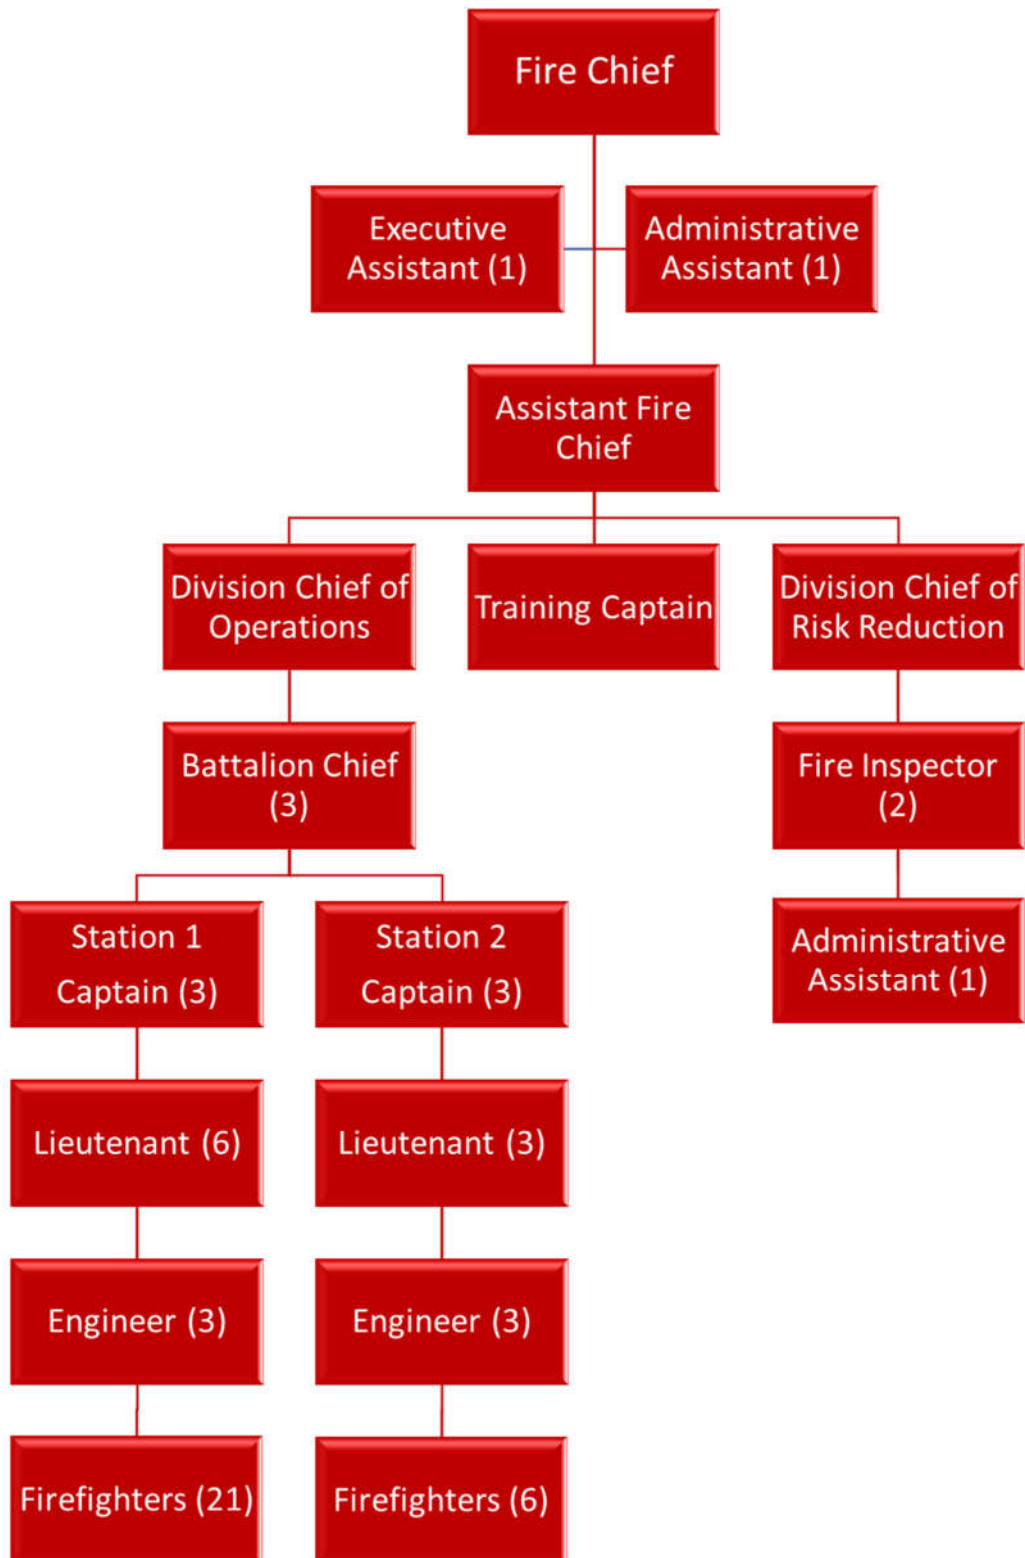 Fire Chief
Executive
Assistant (1)
Administrative
Assistant (1)
Assistant Fire
Chief
Division Chief of
Operations
Training Captain
Division Chief of
Risk Reduction
Battalion Chief
(3)
Fire Inspector
(2)
Station 1
Captain (3)
Station 2
Captain (3)
Administrative
Assistant (1)
Lieutenant (6)
Lieutenant (3)
Engineer (3)
Engineer (3)
Firefighters (21)
Firefighters (6)